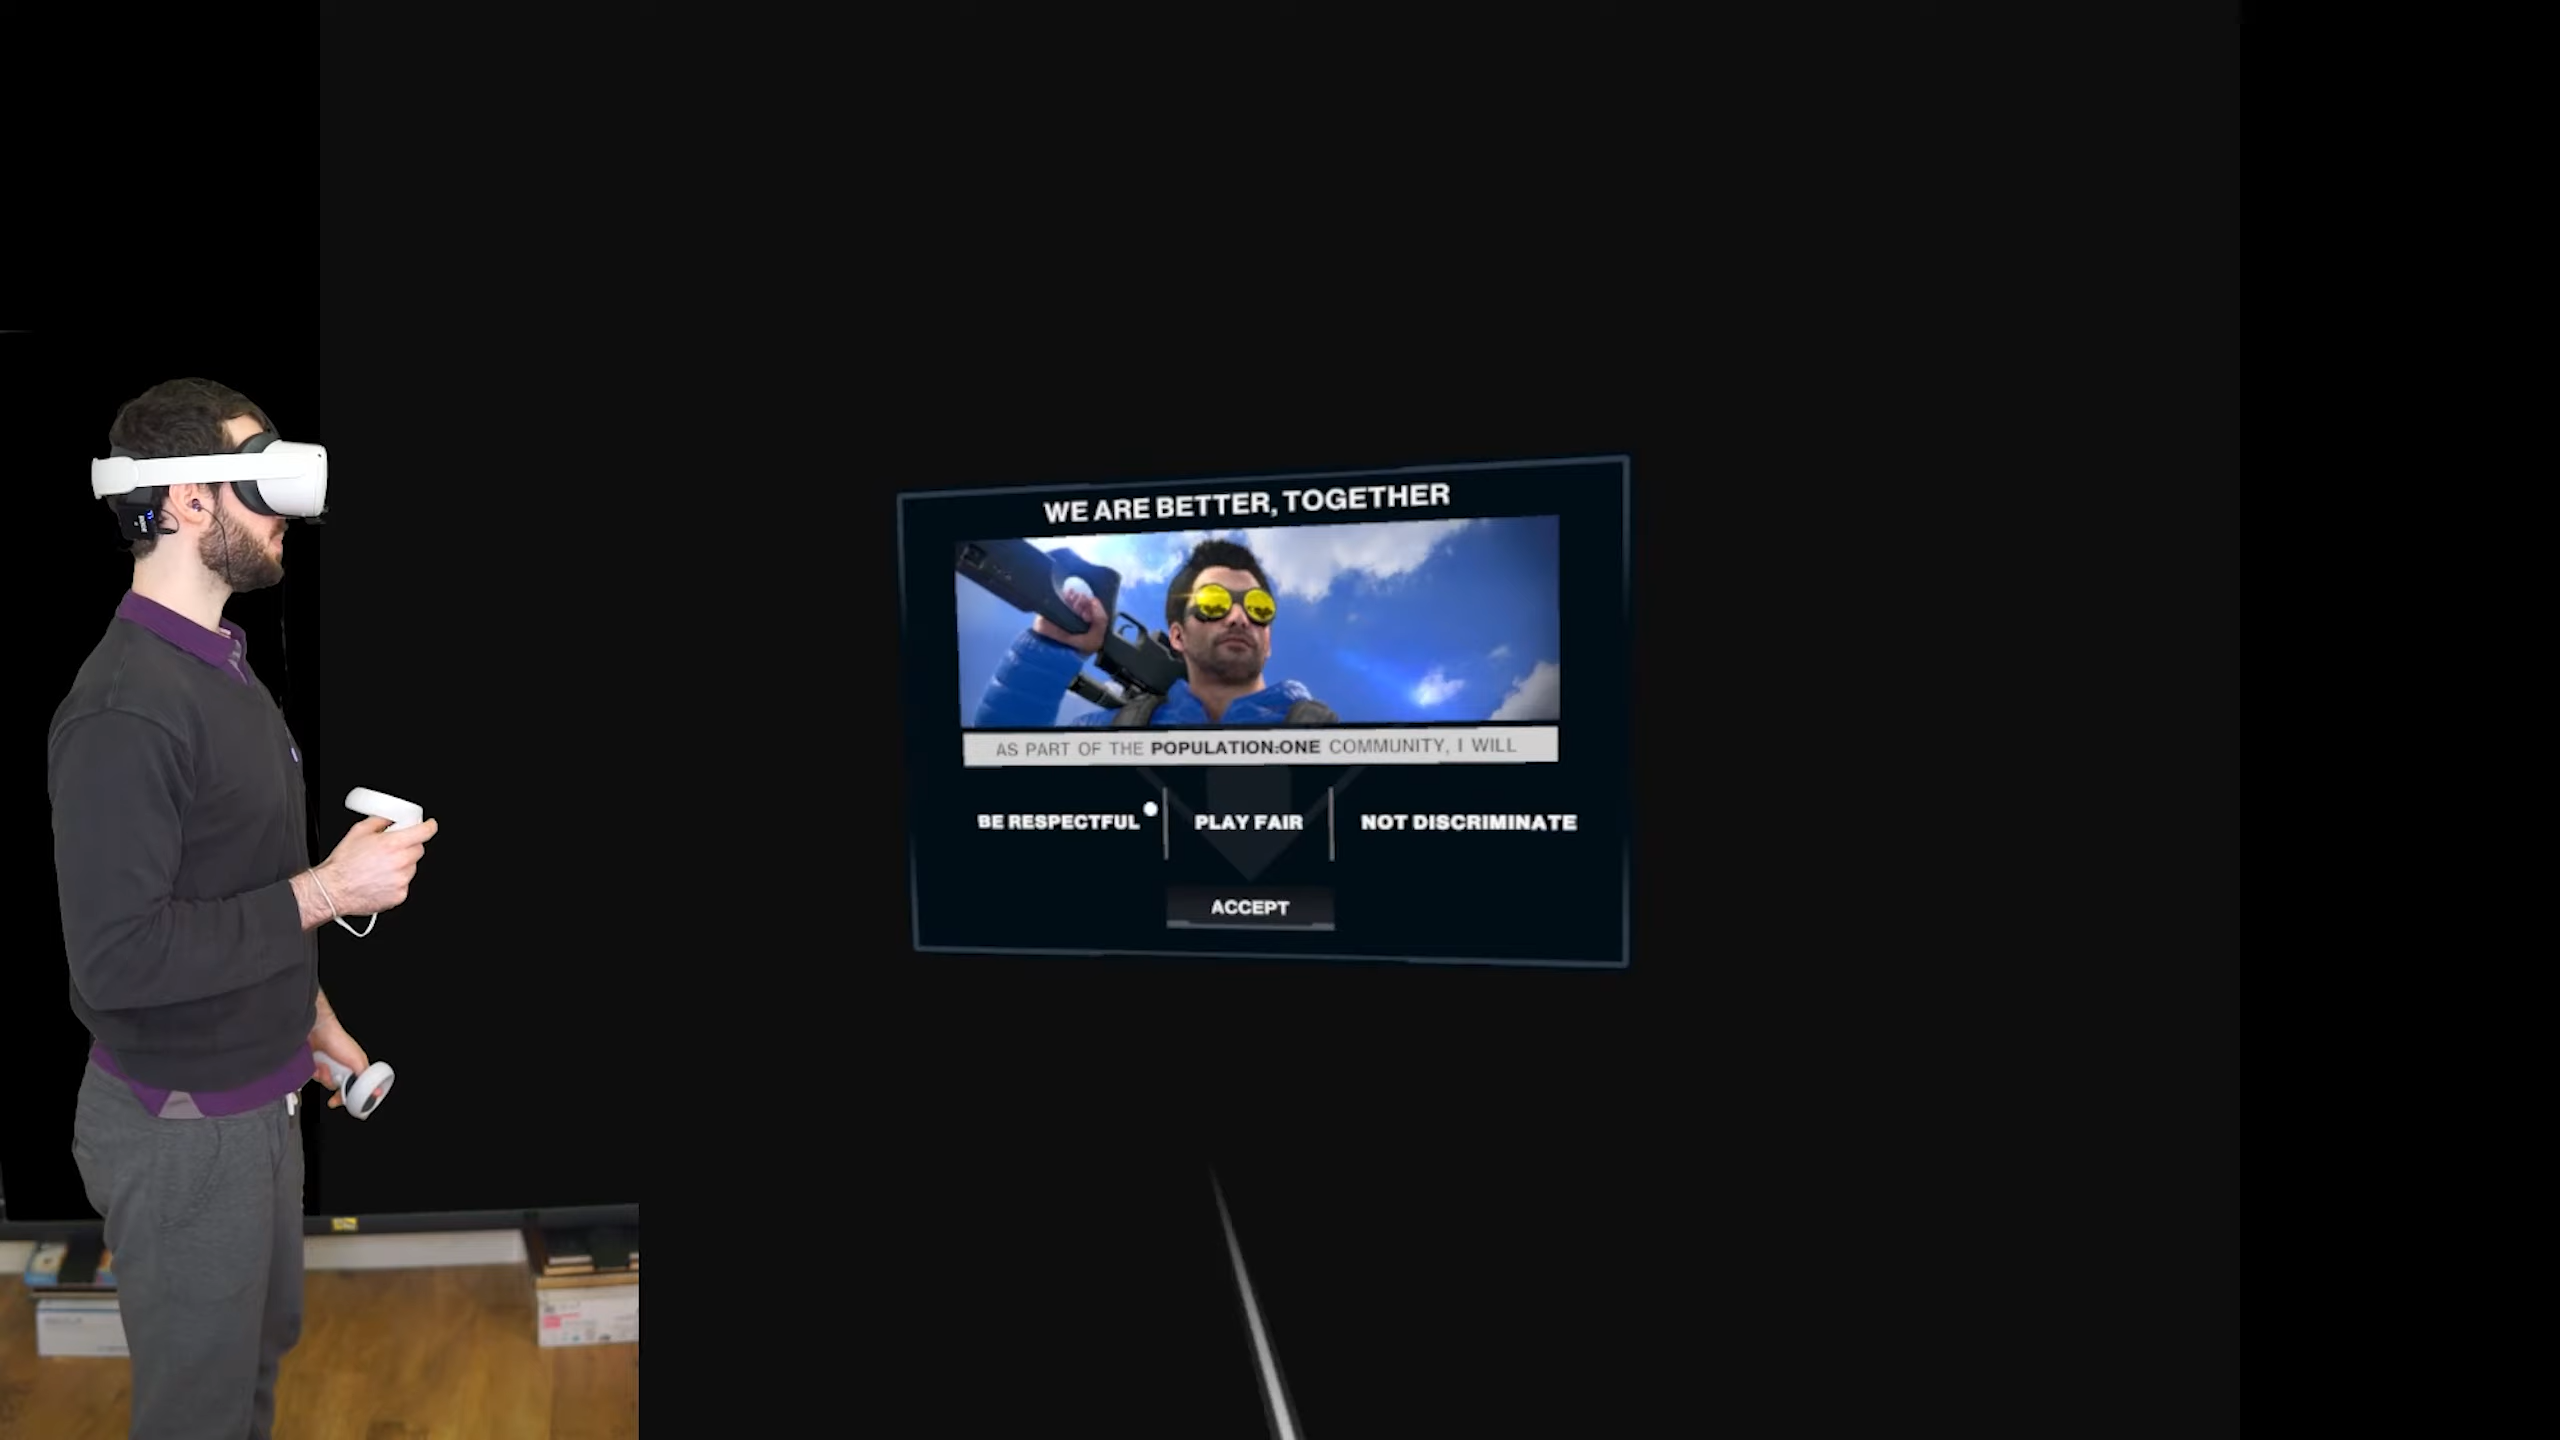 WE ARE BETTER, TOGETHER
AS PART OF THE POPULATION:ONE COMMUNITY, I WILL
BE RESPECTFUL
PLAY FAIR
NOT DISCRIMINATE
ACCEPT